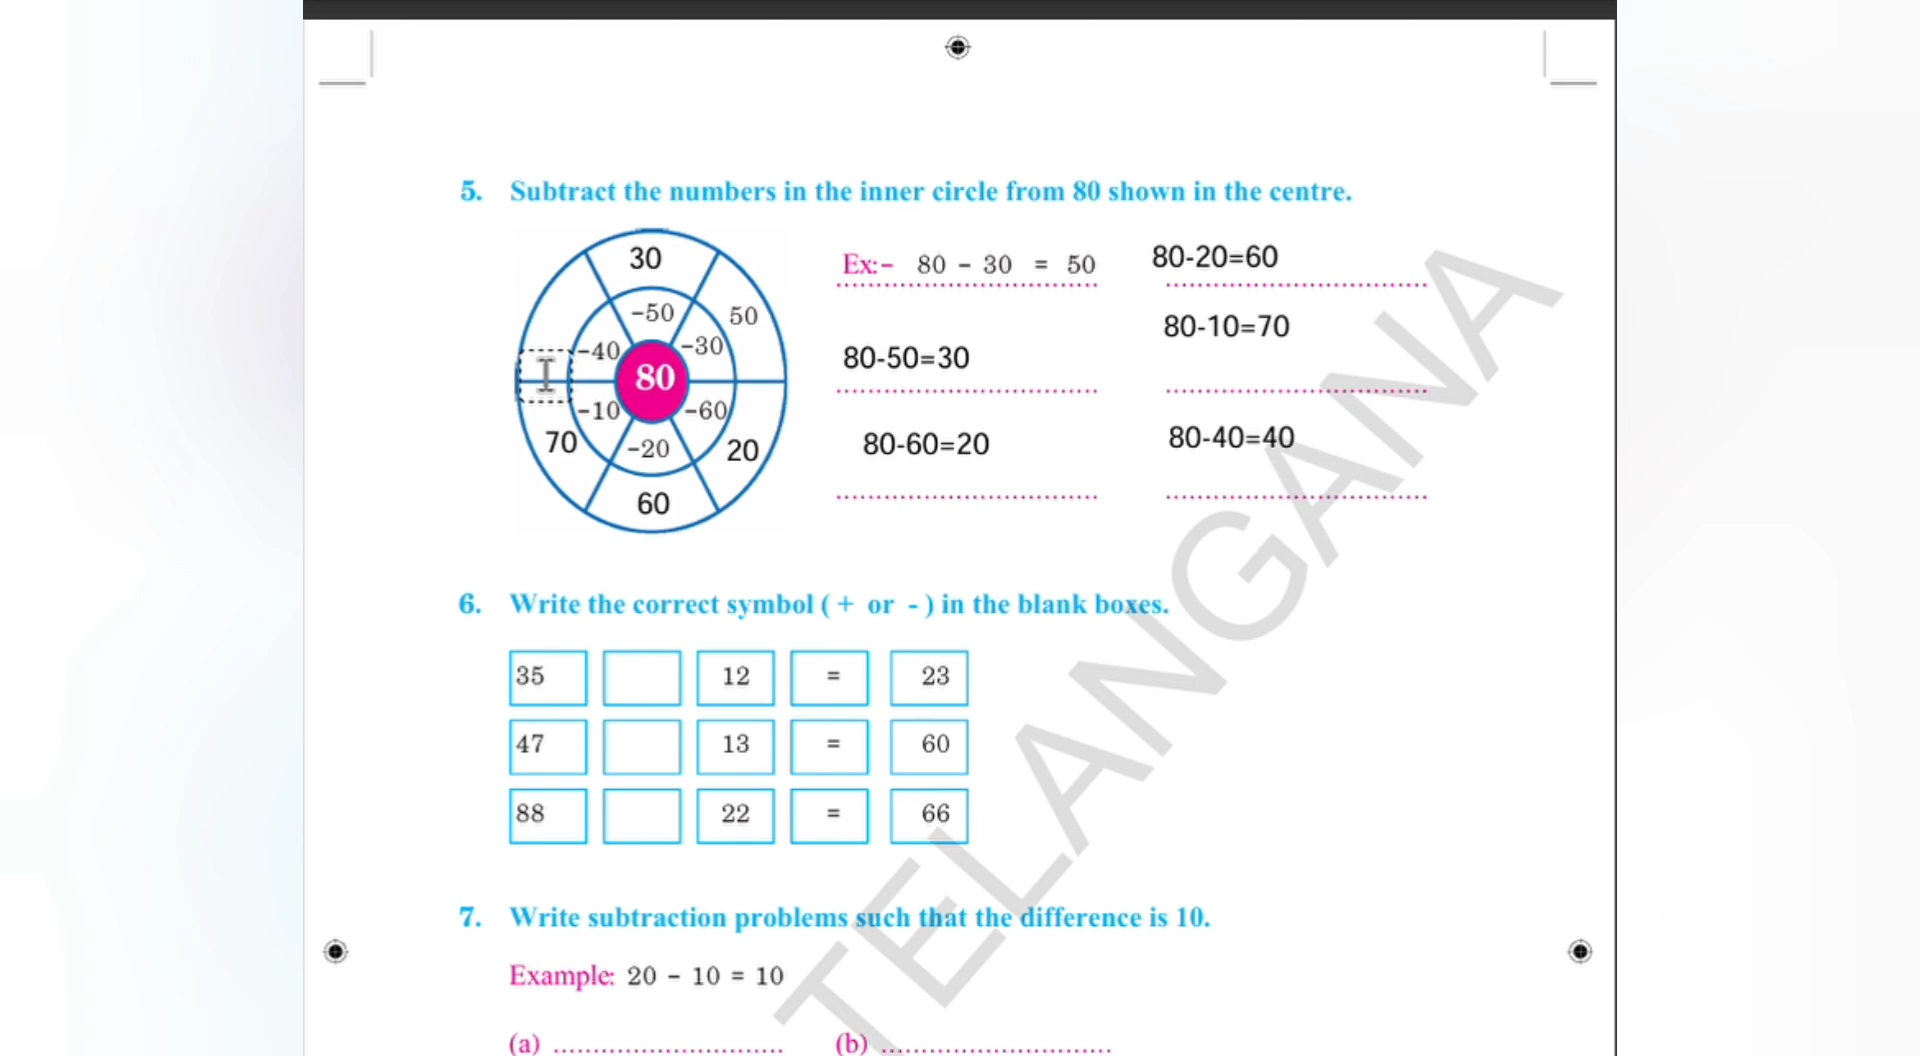 5. Subtract the numbers in the inner circle from 80 shown in the centre.
30
-50
50
-40
-30
80
-10
-60
70
-20
20
60
Ex:- 80 - 30 = 50
80-20=60
80-50=30
80-10=70
80-60=20
80-40=40
6. Write the correct symbol ( + or - ) in the blank boxes.
35 12 = 23
47 13 = 60
88 22 = 66
7. Write subtraction problems such that the difference is 10.
Example: 20 - 10 = 10
(a) ............................. (b) .............................
TELANGANA